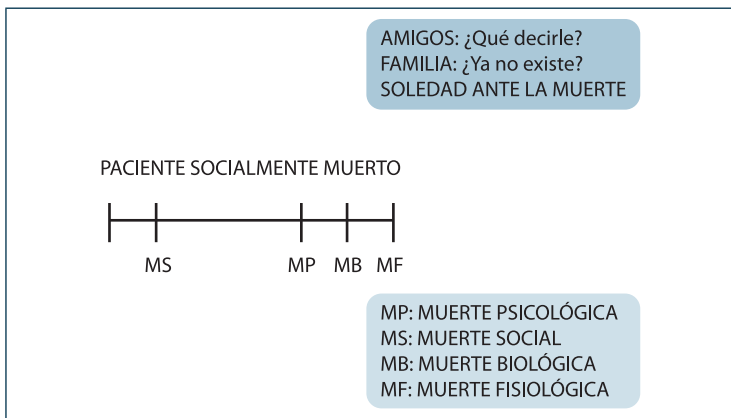 AMIGOS: ¿Qué decirle?
FAMILIA: ¿Ya no existe?
SOLEDAD ANTE LA MUERTE
PACIENTE SOCIALMENTE MUERTO
MS MP MB MF
MP: MUERTE PSICOLÓGICA
MS: MUERTE SOCIAL
MB: MUERTE BIOLÓGICA
MF: MUERTE FISIOLÓGICA